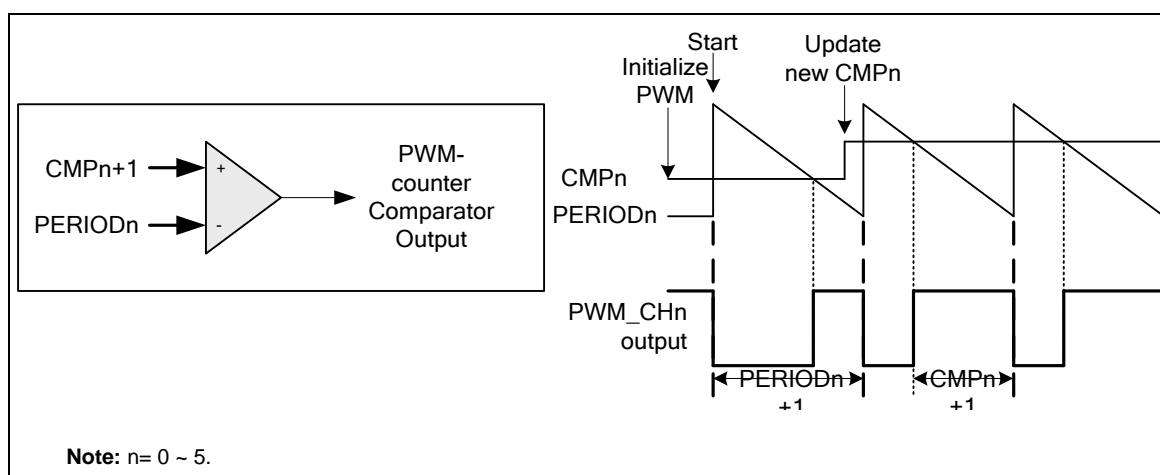 Start
Initialize
PWM
Update
new CMPn
CMPn+1
+
PERIODn
-
PWM-
counter
Comparator
Output
CMPn
PERIODn
PWM_CHn
output
PERIODn
+1
CMPn
+1
Note: n= 0 ~ 5.